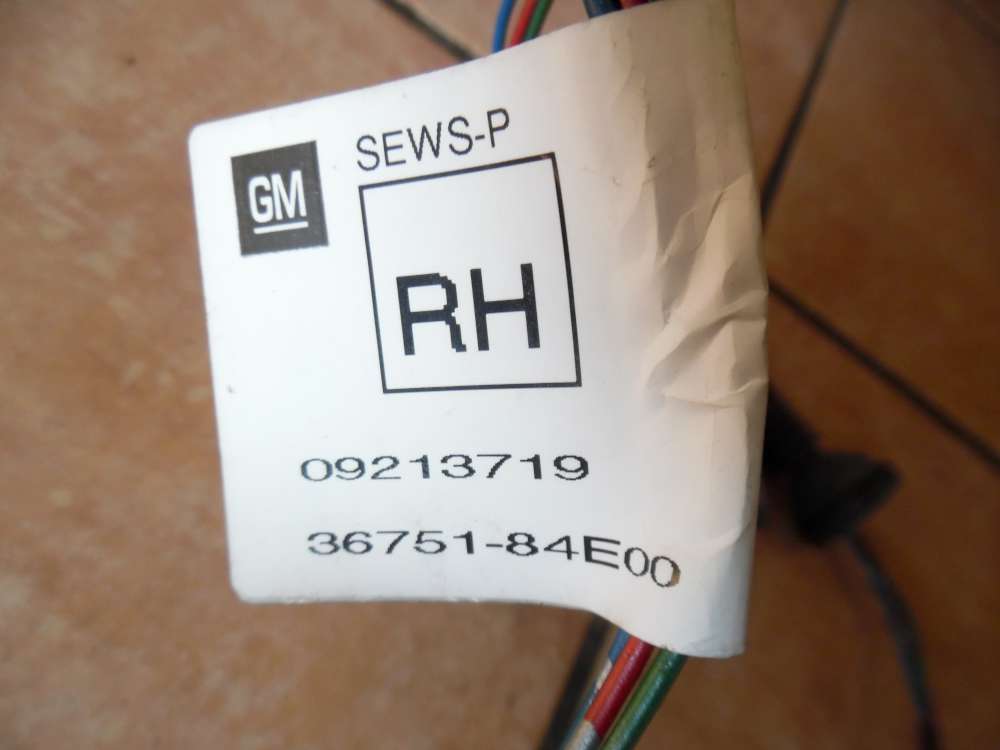 GM
SEWS-P
RH
09213719
36751-84E00